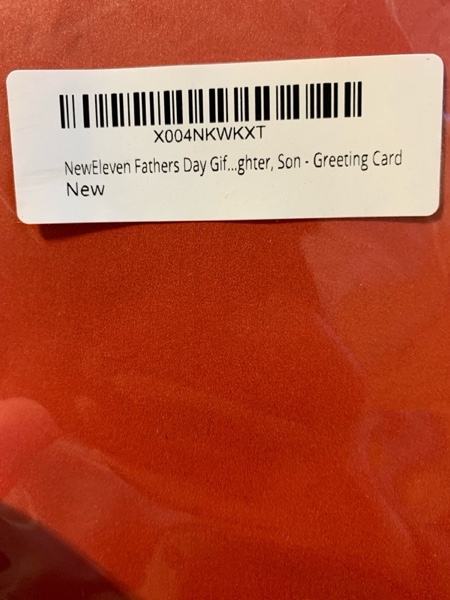 X004NKWKXT
NewEleven Fathers Day Gif...ghter, Son - Greeting Card
New